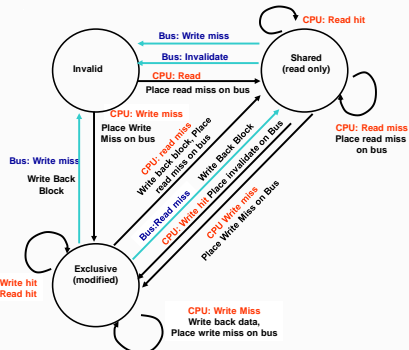 CPU: Read hit
Bus: Write miss
Bus: Invalidate
Invalid
Shared
(read only)
CPU: Read
Place read miss on bus
CPU: Write miss
Place Write
Miss on bus
CPU: read miss
Write back block, Place
read miss on bus
CPU: Read miss
Place read miss
on bus
Bus: Write miss
Write Back
Block
Bus:Read miss
Write Back Block
CPU: Write hit Place invalidate on Bus
CPU Write miss
Place Write Miss on Bus
Write hit
Read hit
Exclusive
(modified)
CPU: Write Miss
Write back data,
Place write miss on bus